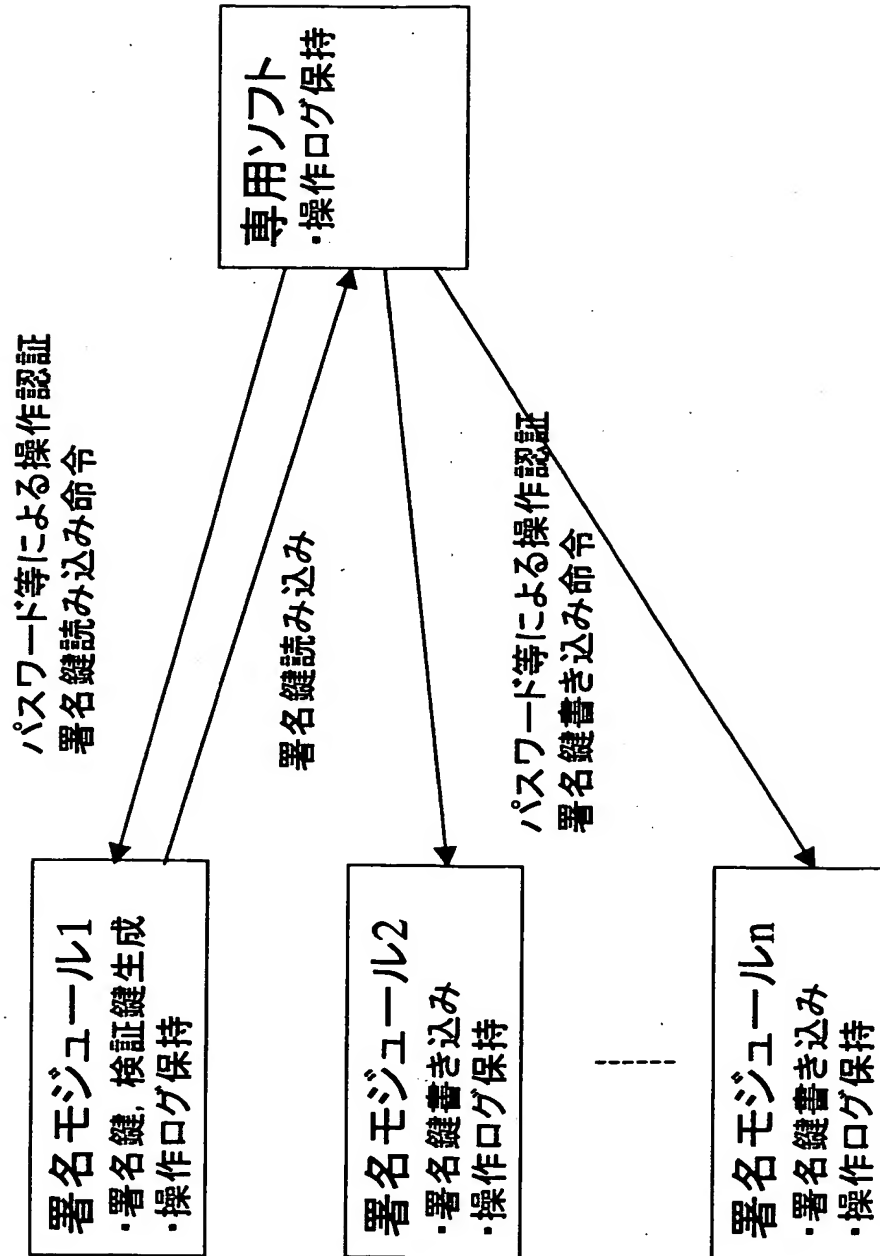 専用ソフト
・操作ログ保持
パスワード等による操作認証
署名鍵読み込み命令
署名鍵読み込み
パスワード等による操作認証
署名鍵書き込み命令
署名モジュール1
・署名鍵, 検証鍵生成
・操作ログ保持
署名モジュール2
・署名鍵書き込み
・操作ログ保持
署名モジュールn
・署名鍵書き込み
・操作ログ保持